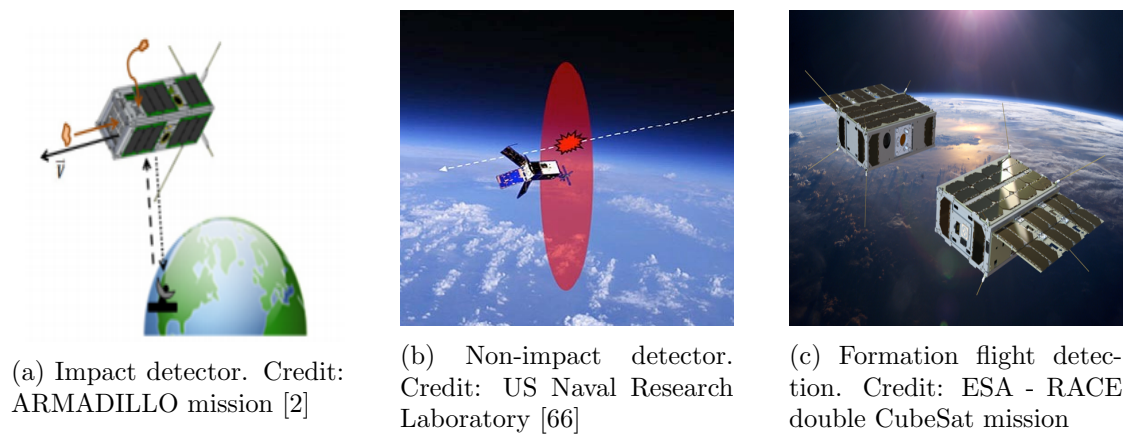 V
(a) Impact detector. Credit:
ARMADILLO mission [2]
(b) Non-impact detector.
Credit: US Naval Research
Laboratory [66]
(c) Formation flight detec-
tion. Credit: ESA - RACE
double CubeSat mission